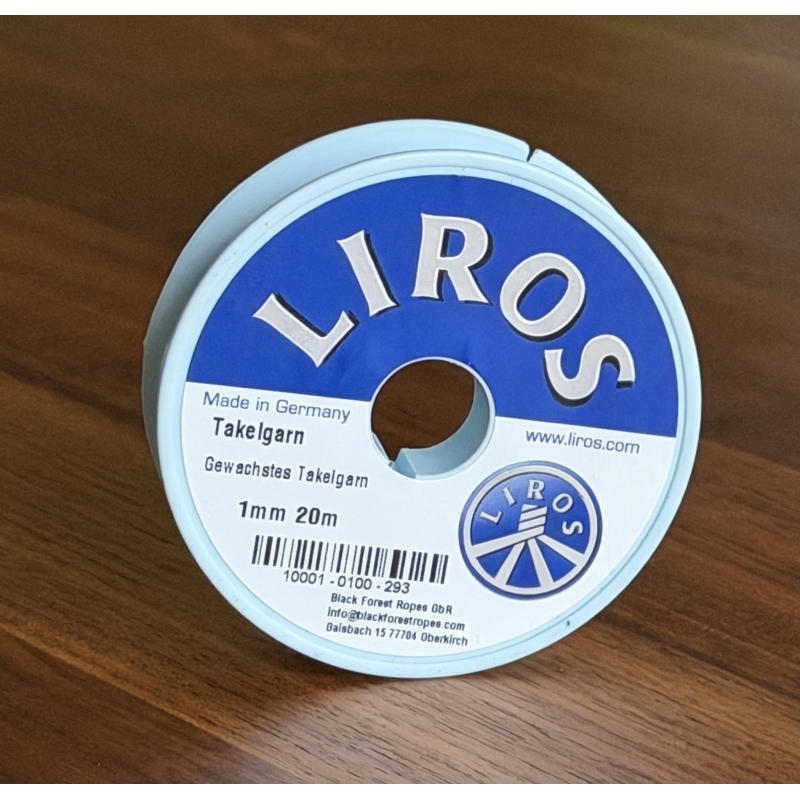 LIROS
Made in Germany
www.liros.com
Takelgarn
Gewachstes Takelgarn
1mm 20m
LIROS
10001 -0100 - 293
Black Forest Ropes GbR
info@blackforestropes.com
Gaisbach 15 77704 Oberkirch